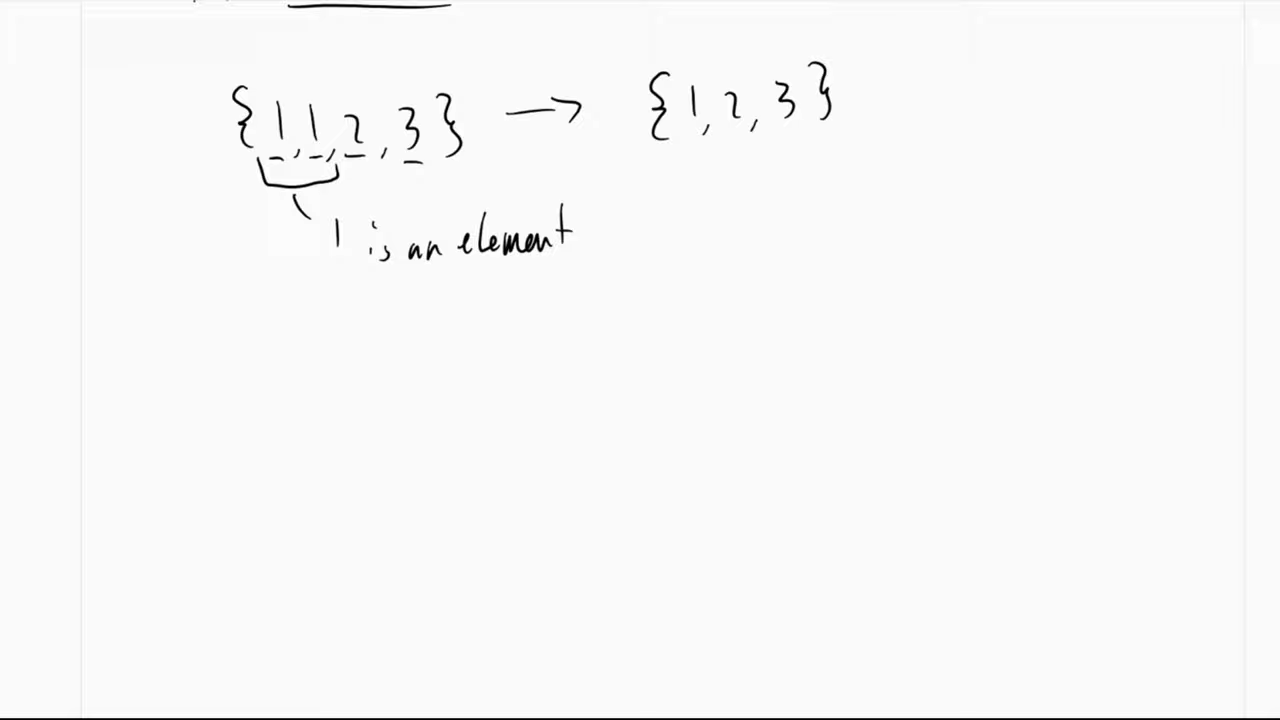 {1,1,2,3} → {1,2,3}
1 is an element